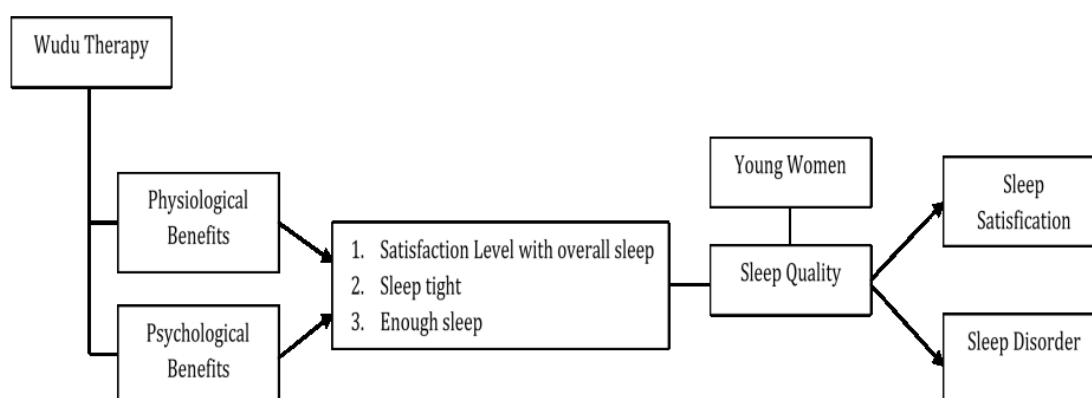 Wudu Therapy
Physiological
Benefits
Psychological
Benefits
1. Satisfaction Level with overall sleep
2. Sleep tight
3. Enough sleep
Young Women
Sleep Quality
Sleep
Satisfication
Sleep Disorder